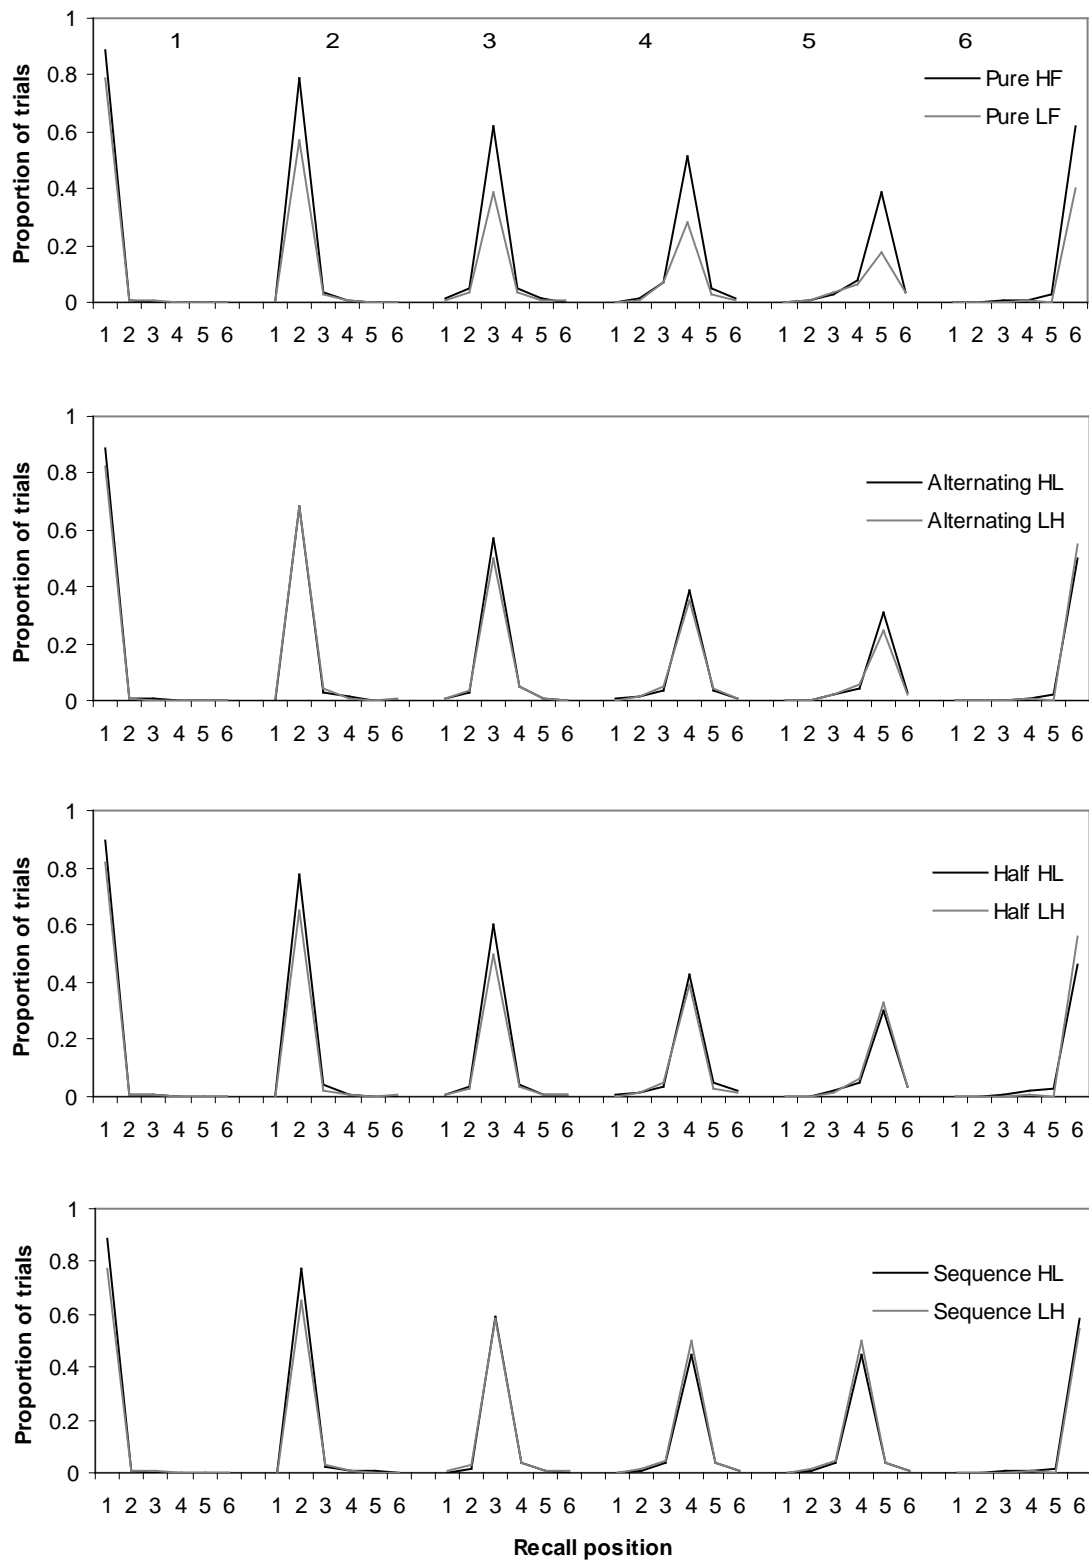 1
1 2 3 4 5 6
0.8
Pure HF
Pure LF
0.6
0.4
0.2
0
Proportion of trials
1 2 3 4 5 6 1 2 3 4 5 6 1 2 3 4 5 6 1 2 3 4 5 6 1 2 3 4 5 6 1 2 3 4 5 6
1
0.8
Alternating HL
Alternating LH
0.6
0.4
0.2
0
Proportion of trials
1 2 3 4 5 6 1 2 3 4 5 6 1 2 3 4 5 6 1 2 3 4 5 6 1 2 3 4 5 6 1 2 3 4 5 6
1
0.8
Half HL
Half LH
0.6
0.4
0.2
0
Proportion of trials
1 2 3 4 5 6 1 2 3 4 5 6 1 2 3 4 5 6 1 2 3 4 5 6 1 2 3 4 5 6 1 2 3 4 5 6
1
0.8
Sequence HL
Sequence LH
0.6
0.4
0.2
0
Proportion of trials
1 2 3 4 5 6 1 2 3 4 5 6 1 2 3 4 5 6 1 2 3 4 5 6 1 2 3 4 5 6 1 2 3 4 5 6
Recall position